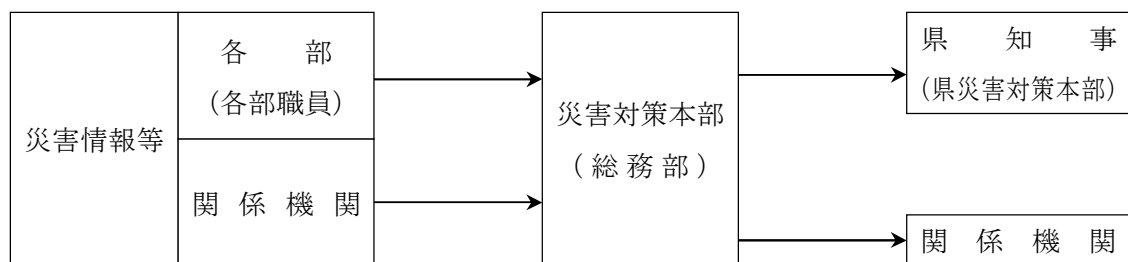 災害情報等
各部
（各部職員）
関係機関
災害対策本部
（総務部）
県知事
（県災害対策本部）
関係機関